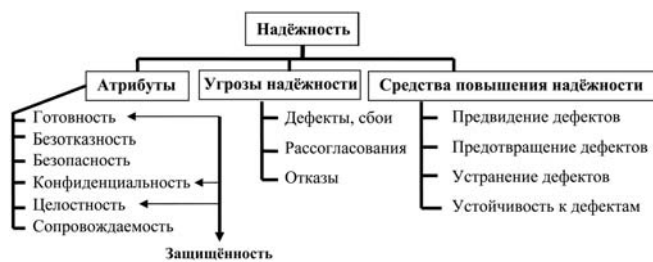 Надёжность
Атрибуты
Угрозы надёжности
Средства повышения надёжности
Готовность
Безотказность
Безопасность
Конфиденциальность
Целостность
Сопровождаемость
Защищённость
Дефекты, сбои
Рассогласования
Отказы
Предвидение дефектов
Предотвращение дефектов
Устранение дефектов
Устойчивость к дефектам